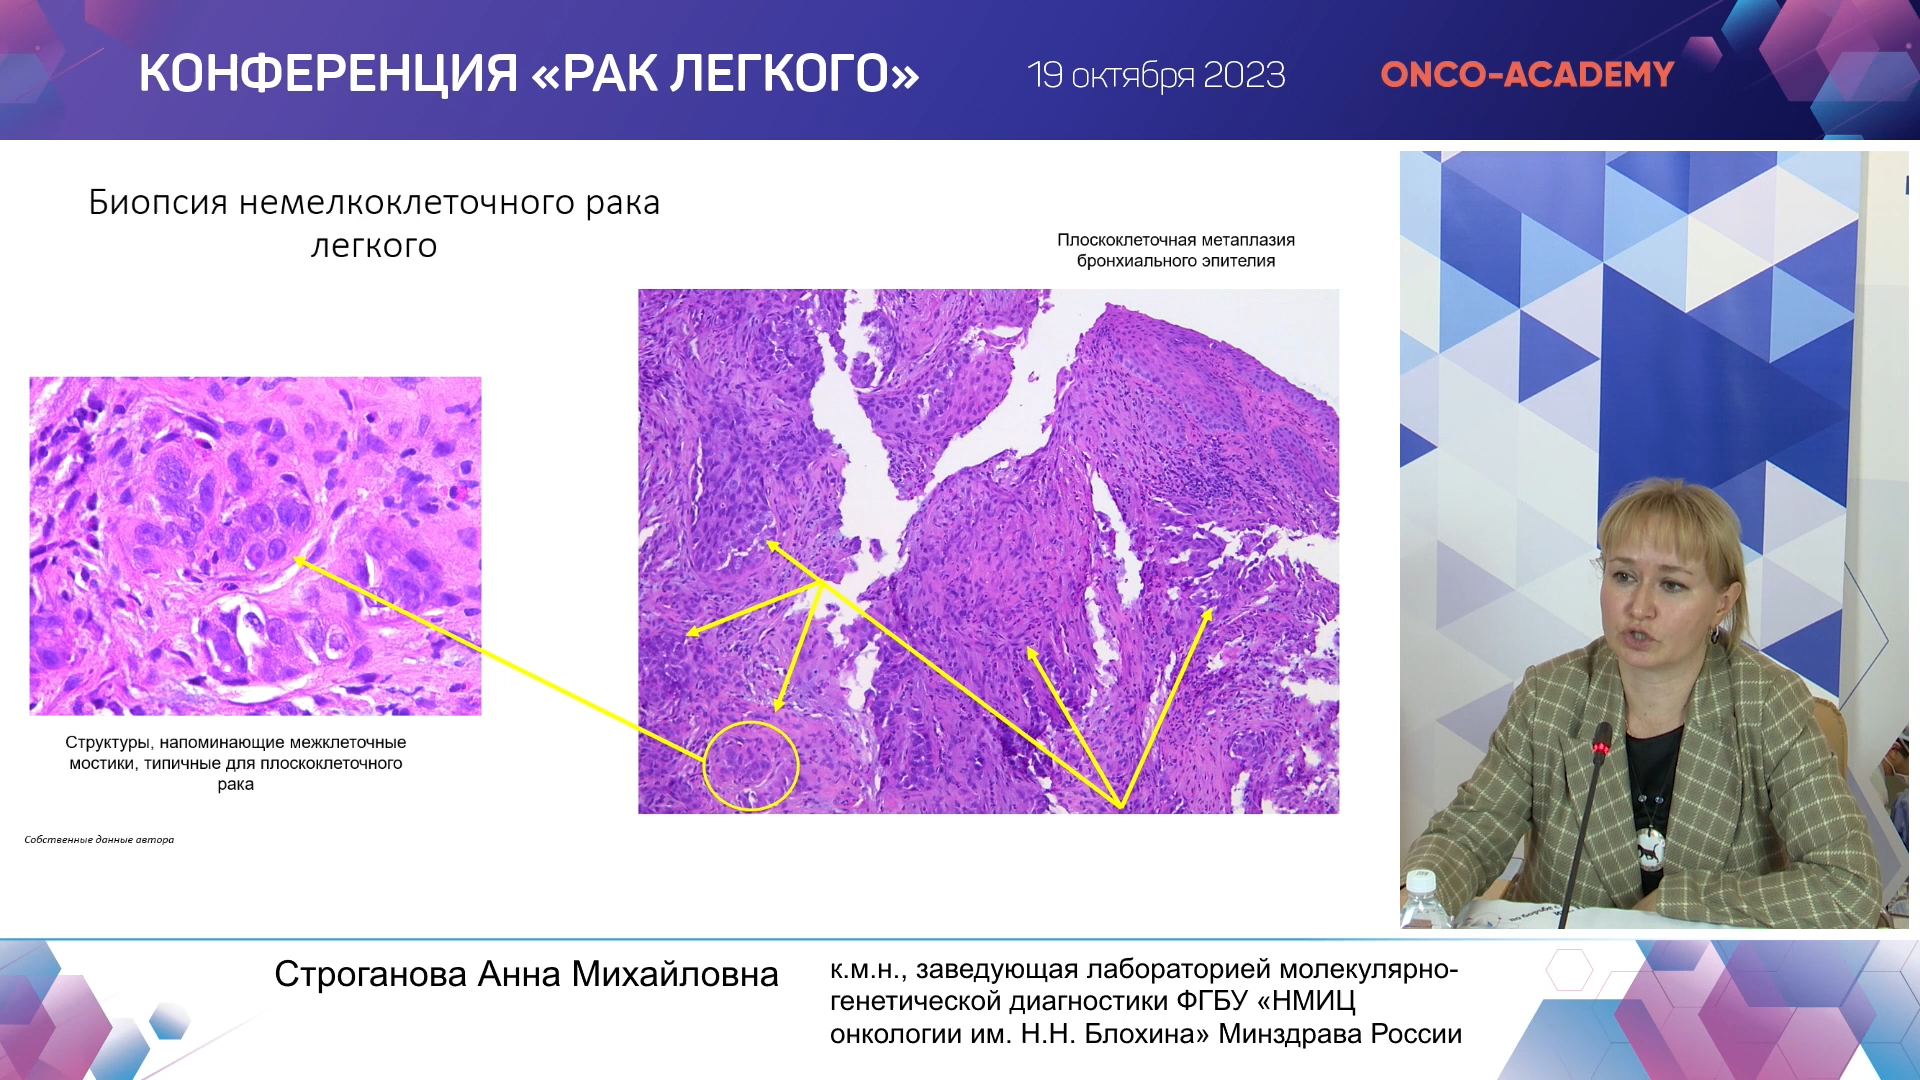 КОНФЕРЕНЦИЯ «РАК ЛЕГКОГО»
19 октября 2023
ONCO-ACADEMY
Биопсия немелкоклеточного рака
легкого
Плоскоклеточная метаплазия
бронхиального эпителия
Структуры, напоминающие межклеточные
мостики, типичные для плоскоклеточного
рака
Собственные данные автора
Строганова Анна Михайловна
к.м.н., заведующая лабораторией молекулярно-
генетической диагностики ФГБУ «НМИЦ
онкологии им. Н.Н. Блохина» Минздрава России